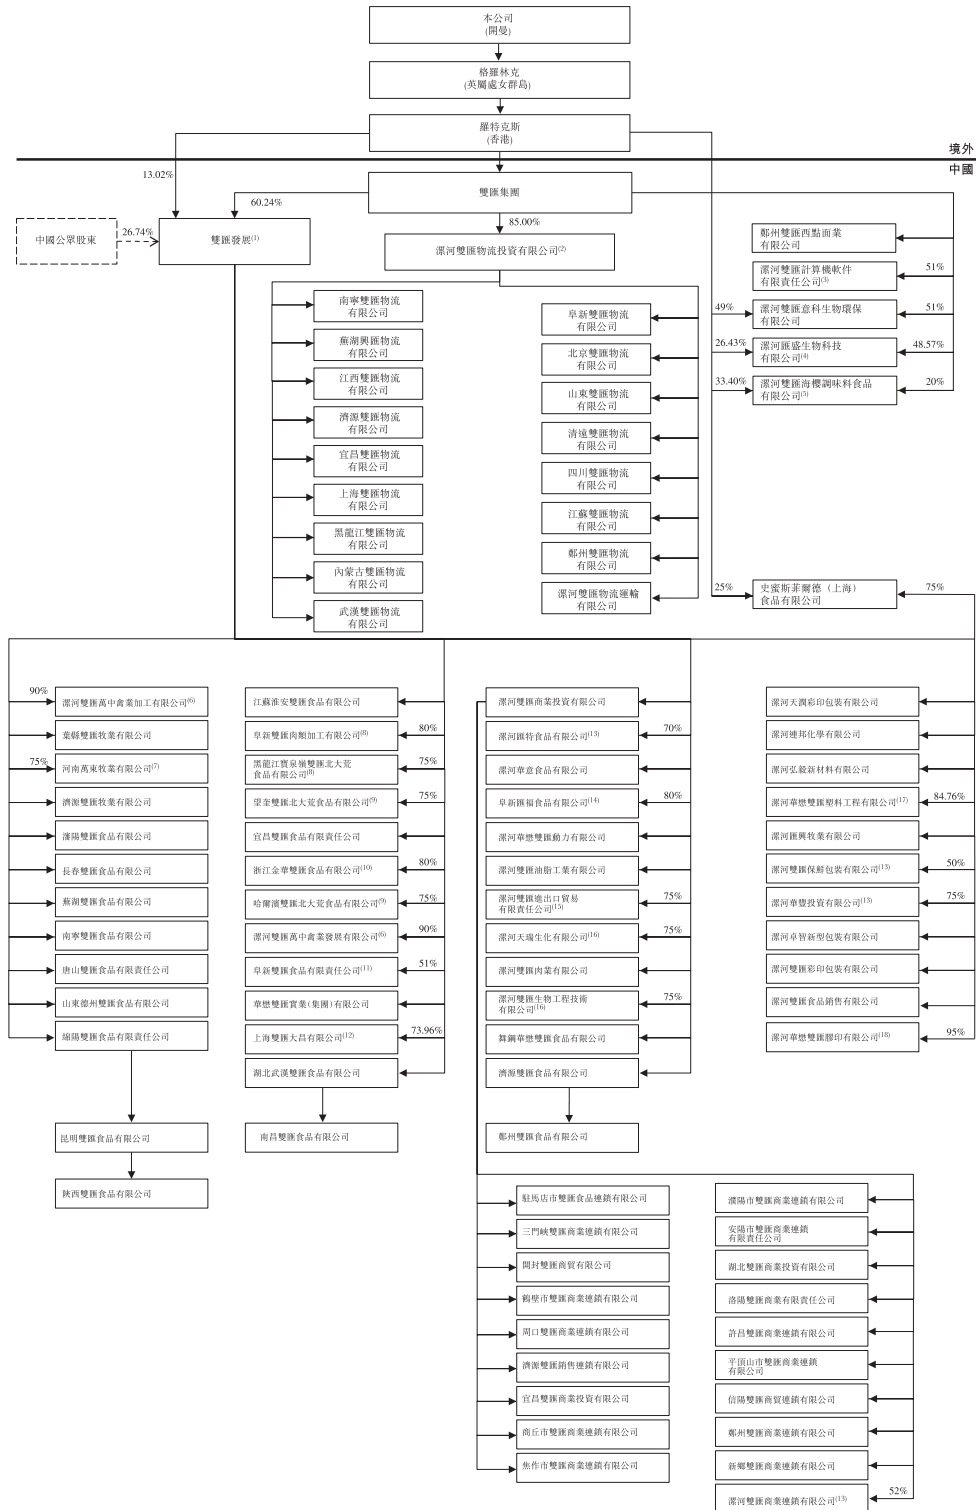 本公司
(開曼)
格羅林克
(英屬處女群島)
羅特克斯
(香港)
境外
中國
13.02%
雙匯集團
60.24%
85.00%
中國公眾股東
26.74%
雙匯發展(1)
漯河雙匯物流投資有限公司(2)
鄭州雙匯西點面業
有限公司
漯河雙匯計算機軟件
有限責任公司(3)
51%
49%
漯河雙匯意科生物環保
有限公司
51%
26.43%
漯河匯盛生物科技
有限公司(4)
48.57%
33.40%
漯河雙匯海櫻調味料食品
有限公司(5)
20%
南寧雙匯物流
有限公司
蕪湖興匯物流
有限公司
江西雙匯物流
有限公司
濟源雙匯物流
有限公司
宜昌雙匯物流
有限公司
上海雙匯物流
有限公司
黑龍江雙匯物流
有限公司
內蒙古雙匯物流
有限公司
武漢雙匯物流
有限公司
阜新雙匯物流
有限公司
北京雙匯物流
有限公司
山東雙匯物流
有限公司
清遠雙匯物流
有限公司
四川雙匯物流
有限公司
江蘇雙匯物流
有限公司
鄭州雙匯物流
有限公司
漯河雙匯物流運輸
有限公司
25%
史蜜斯菲爾德（上海）
食品有限公司
75%
90%
漯河雙匯萬中禽業加工有限公司(6)
葉縣雙匯牧業有限公司
75%
河南萬東牧業有限公司(7)
濟源雙匯牧業有限公司
瀋陽雙匯食品有限公司
長春雙匯食品有限公司
蕪湖雙匯食品有限公司
南寧雙匯食品有限公司
唐山雙匯食品有限責任公司
山東德州雙匯食品有限公司
綿陽雙匯食品有限責任公司
昆明雙匯食品有限公司
陝西雙匯食品有限公司
江蘇淮安雙匯食品有限公司
阜新雙匯肉類加工有限公司(8)
80%
黑龍江寶泉嶺雙匯北大荒
食品有限公司(8)
75%
望奎雙匯北大荒食品有限公司(9)
75%
宜昌雙匯食品有限責任公司
浙江金華雙匯食品有限公司(10)
80%
哈爾濱雙匯北大荒食品有限公司(9)
75%
漯河雙匯萬中禽業發展有限公司(6)
90%
阜新雙匯食品有限責任公司(11)
51%
華懋雙匯實業(集團)有限公司
上海雙匯大昌有限公司(12)
73.96%
湖北武漢雙匯食品有限公司
南昌雙匯食品有限公司
漯河雙匯商業投資有限公司
漯河匯特食品有限公司(13)
70%
漯河華意食品有限公司
阜新匯福食品有限公司(14)
80%
漯河華懋雙匯動力有限公司
漯河雙匯油脂工業有限公司
漯河雙匯進出口貿易
有限責任公司(15)
75%
漯河天瑞生化有限公司(16)
75%
漯河雙匯肉業有限公司
漯河雙匯生物工程技術
有限公司(16)
75%
舞鋼華懋雙匯食品有限公司
濟源雙匯食品有限公司
鄭州雙匯食品有限公司
漯河天潤彩印包裝有限公司
漯河連邦化學有限公司
漯河弘毅新材料有限公司
漯河華懋雙匯塑料工程有限公司(17)
84.76%
漯河匯興牧業有限公司
漯河雙匯保鮮包裝有限公司(13)
50%
漯河華豐投資有限公司(13)
75%
漯河卓智新型包裝有限公司
漯河雙匯彩印包裝有限公司
漯河雙匯食品銷售有限公司
漯河華懋雙匯膠印有限公司(18)
95%
駐馬店市雙匯食品連鎖有限公司
三門峽雙匯商業連鎖有限公司
開封雙匯商貿有限公司
鶴壁市雙匯商業連鎖有限公司
周口雙匯商業連鎖有限公司
濟源雙匯銷售連鎖有限公司
宜昌雙匯商業投資有限公司
商丘市雙匯商業連鎖有限公司
焦作市雙匯商業連鎖有限公司
濮陽市雙匯商業連鎖有限公司
安陽市雙匯商業連鎖
有限責任公司
湖北雙匯商業投資有限公司
洛陽雙匯商業有限責任公司
許昌雙匯商業連鎖有限公司
平頂山市雙匯商業連鎖
有限公司
信陽雙匯商貿連鎖有限公司
鄭州雙匯商業連鎖有限公司
新鄉雙匯商業連鎖有限公司
漯河雙匯商業連鎖有限公司(13)
52%